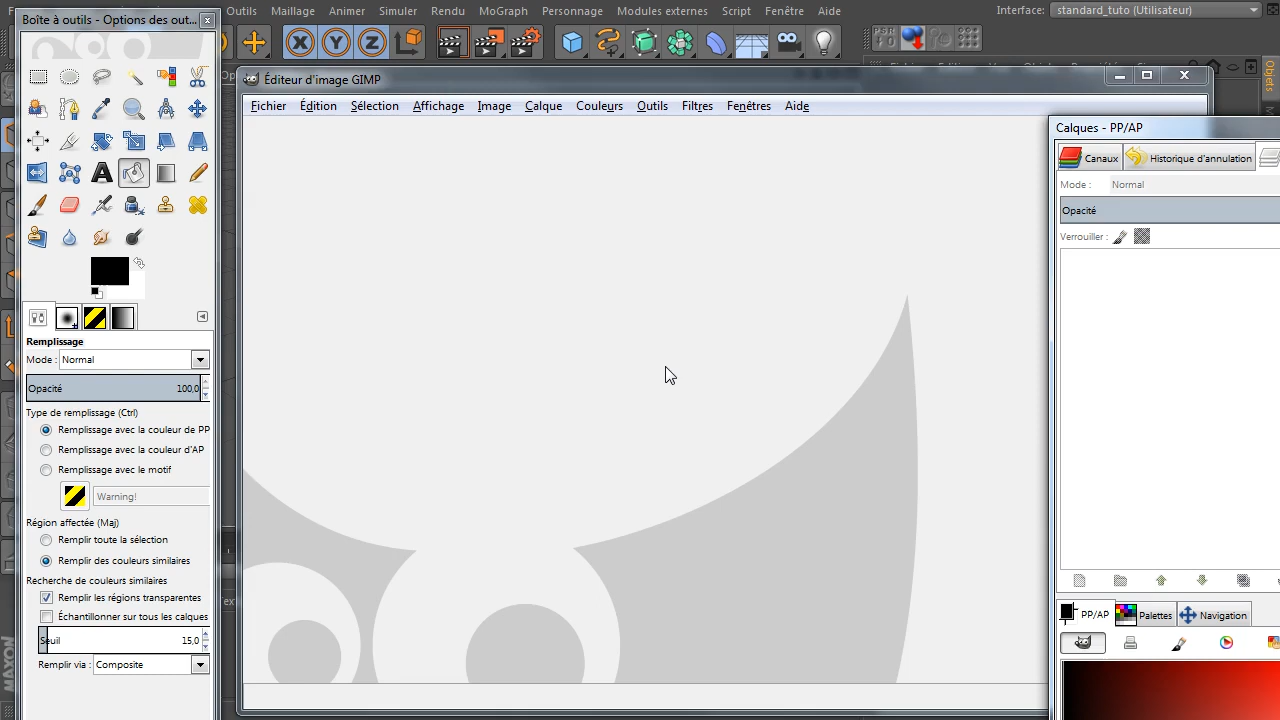 Outils
Maillage
Animer
Simuler
Rendu
MoGraph
Personnage
Modules externes
Script
Fenêtre
Aide
Interface:
standard_tuto (Utilisateur)
Boîte à outils - Options des out...
X
Y
Z
PSR
Objets
Éditeur d'image GIMP
Fichier
Édition
Sélection
Affichage
Image
Calque
Couleurs
Outils
Filtres
Fenêtres
Aide
Calques - PP/AP
Canaux
Historique d'annulation
Mode :
Normal
Opacité
Verrouiller :
Remplissage
Mode :
Normal
Opacité
100,0
Type de remplissage (Ctrl)
Remplissage avec la couleur de PP
Remplissage avec la couleur d'AP
Remplissage avec le motif
Warning!
Région affectée (Maj)
Remplir toute la sélection
Remplir des couleurs similaires
Recherche de couleurs similaires
Remplir les régions transparentes
Échantillonner sur tous les calques
Seuil
15,0
Remplir via :
Composite
PP/AP
Palettes
Navigation
MAXON